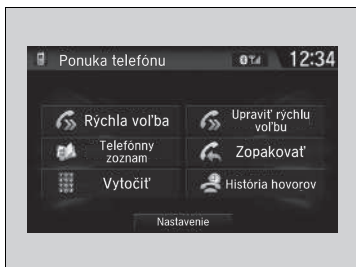 Ponuka telefónu
12:34
Rýchla voľba
Upraviť rýchlu
voľbu
Telefónny
zoznam
Zopakovať
Vytočiť
História hovorov
Nastavenie